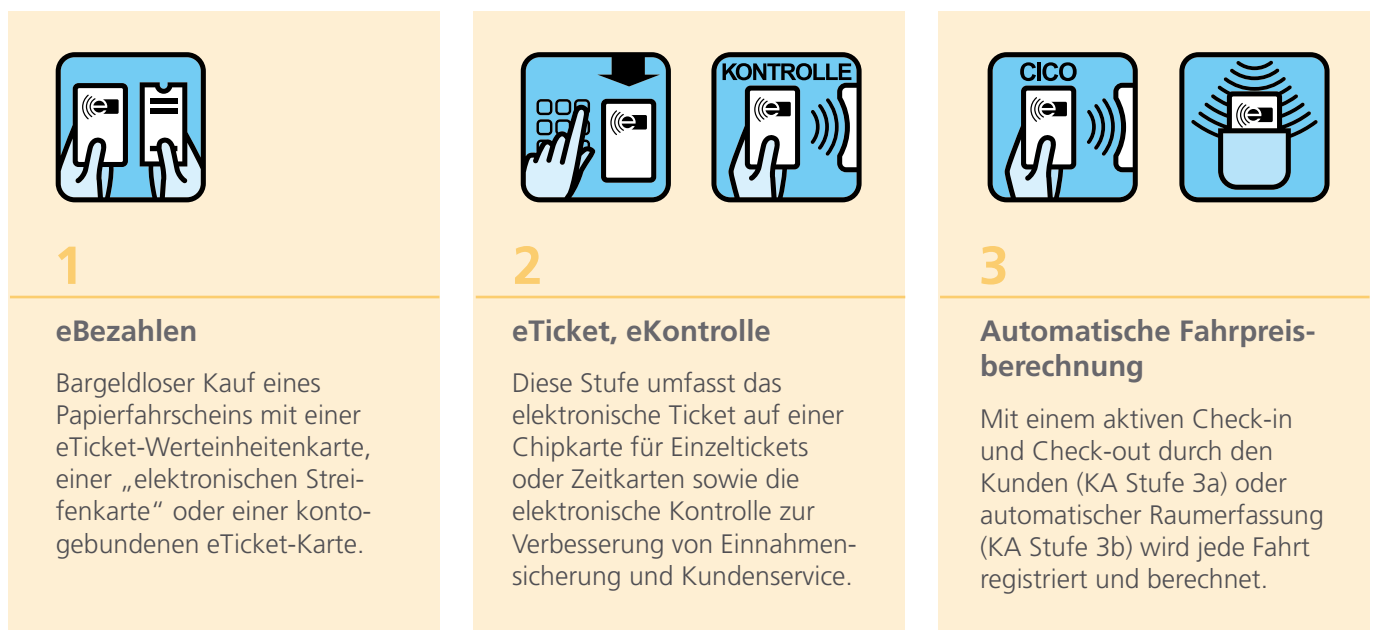 KONTROLLE
CICO
1
eBezahlen
Bargeldloser Kauf eines
Papierfahrscheins mit einer
eTicket-Werteinheitenkarte,
einer „elektronischen Strei-
fenkarte“ oder einer konto-
gebundenen eTicket-Karte.
2
eTicket, eKontrolle
Diese Stufe umfasst das
elektronische Ticket auf einer
Chipkarte für Einzeltickets
oder Zeitkarten sowie die
elektronische Kontrolle zur
Verbesserung von Einnahmen-
sicherung und Kundenservice.
3
Automatische Fahrpreis-
berechnung
Mit einem aktiven Check-in
und Check-out durch den
Kunden (KA Stufe 3a) oder
automatischer Raumerfassung
(KA Stufe 3b) wird jede Fahrt
registriert und berechnet.